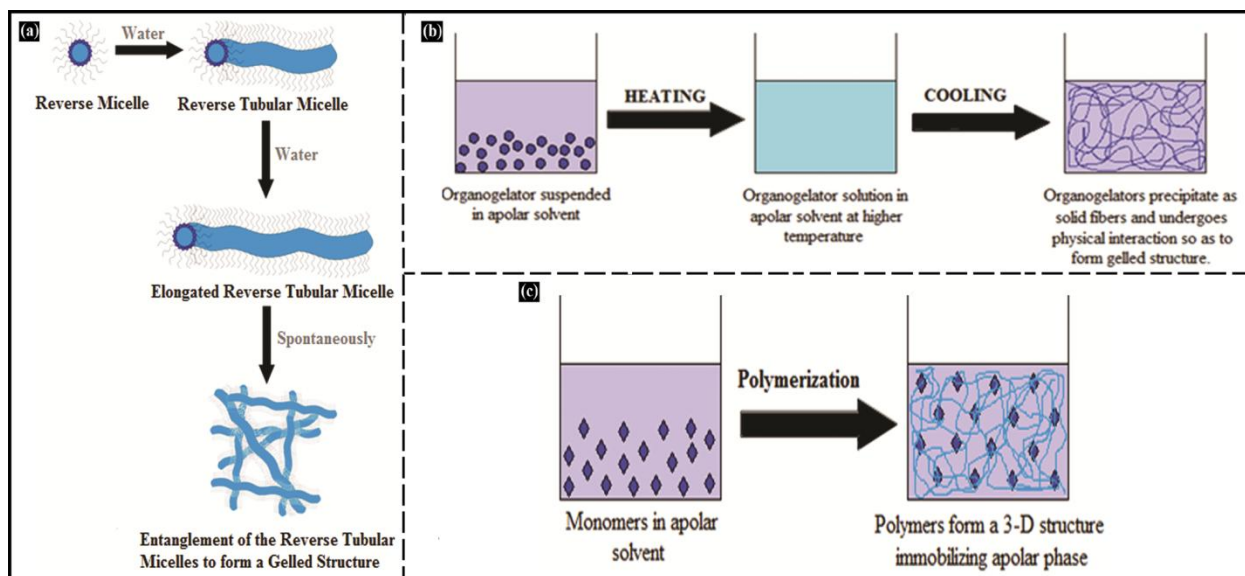 (a)
Water
Reverse Micelle
Reverse Tubular Micelle
Water
Elongated Reverse Tubular Micelle
Spontaneously
Entanglement of the Reverse Tubular
Micelles to form a Gelled Structure
(b)
HEATING
COOLING
Organogelator suspended
in apolar solvent
Organogelator solution in
apolar solvent at higher
temperature
Organogelators precipitate as
solid fibers and undergoes
physical interaction so as to
form gelled structure.
(c)
Polymerization
Monomers in apolar
solvent
Polymers form a 3-D structure
immobilizing apolar phase